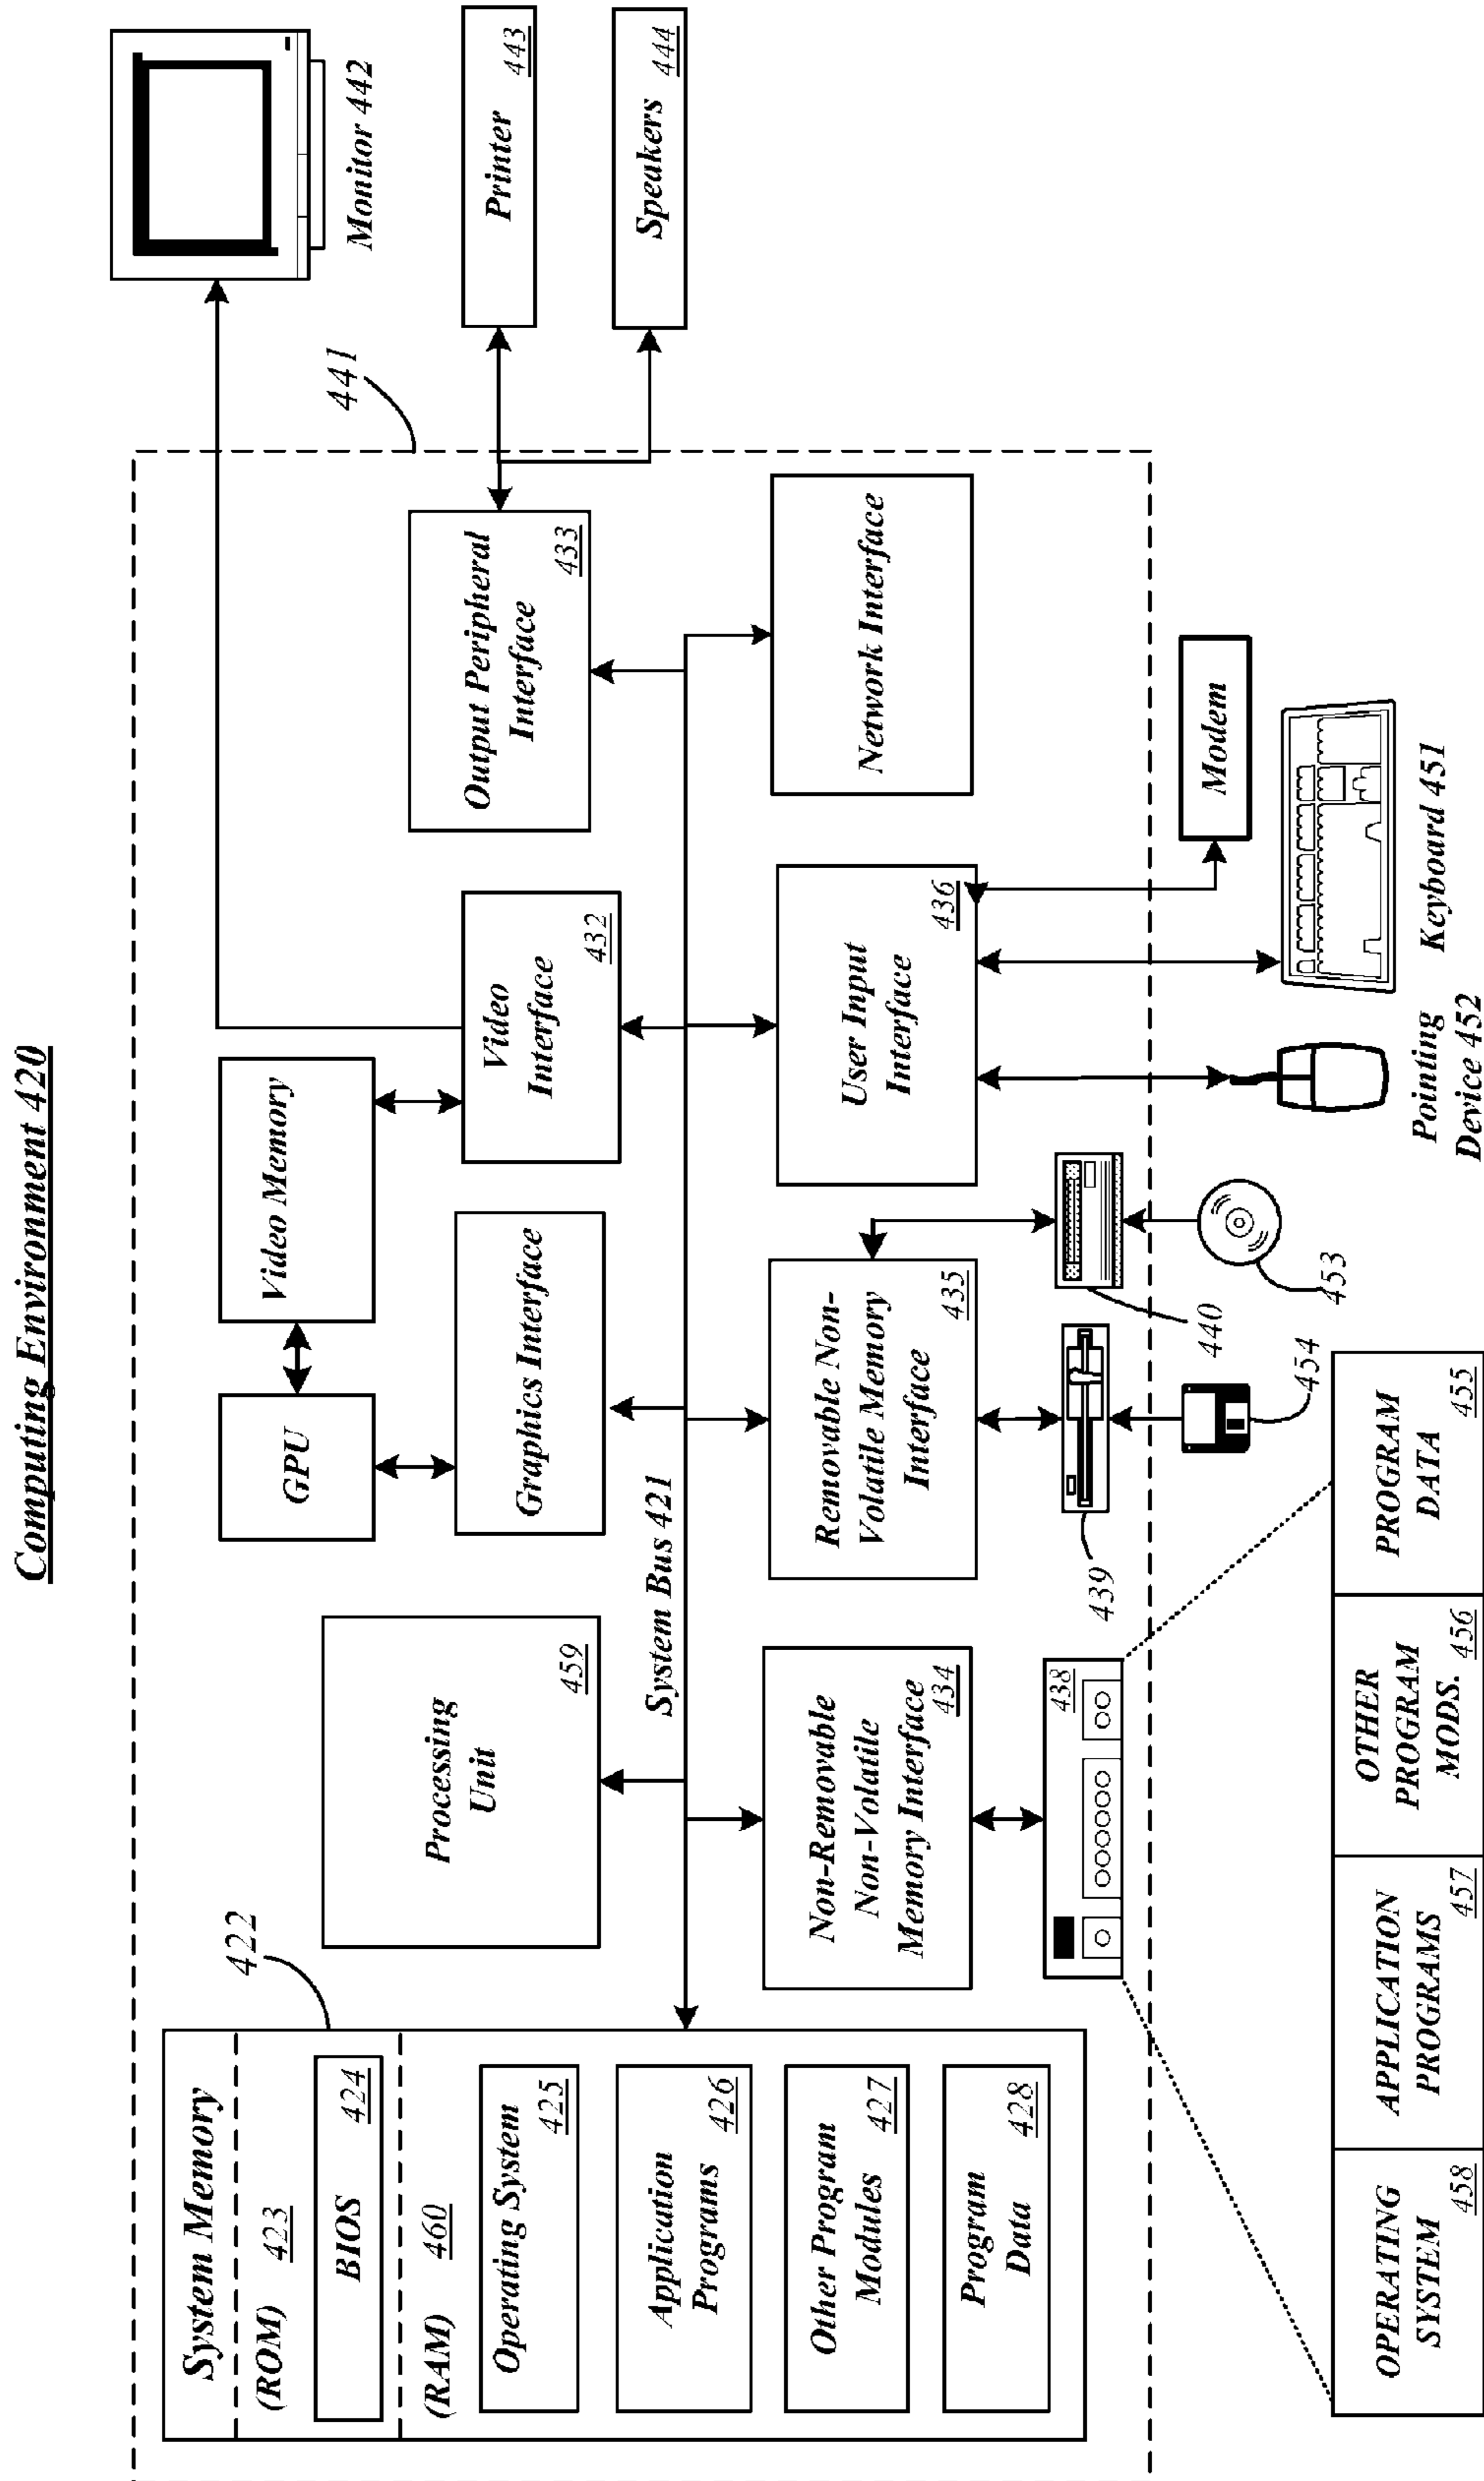 Computing Environment 420
System Memory
(ROM) 423
BIOS
424
(RAM) 460
Operating System
425
Application
Programs
426
Other Program
Modules
427
Program
Data
428
422
Processing
Unit
459
System Bus 421
GPU
Video Memory
Graphics Interface
Video
Interface
432
Output Peripheral
Interface
433
441
Monitor 442
Printer
443
Speakers
444
Non-Removable
Non-Volatile
Memory Interface
434
Removable Non-
Volatile Memory
Interface
435
User Input
Interface
436
Network Interface
438
439
440
454
453
Pointing
Device 452
Keyboard 451
Modem
OPERATING
SYSTEM
458
APPLICATION
PROGRAMS
457
OTHER
PROGRAM
MODS.
456
PROGRAM
DATA
455